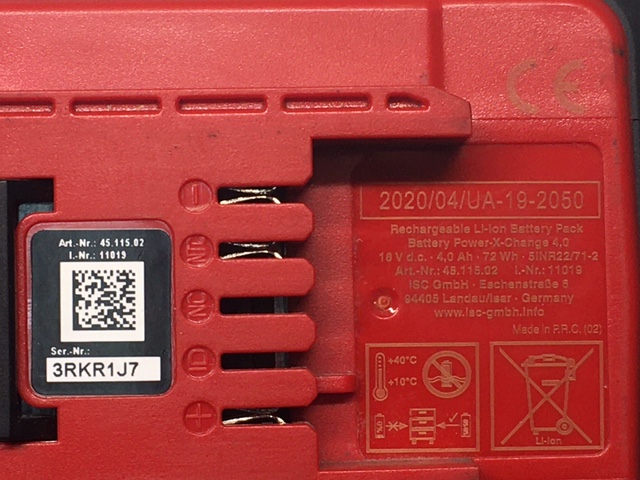 CE
2020/04/UA-19-2050
Rechargeable Li-Ion Battery Pack
Battery Power-X-Change 4,0
18 V d.c. · 4,0 Ah · 72 Wh · 5INR22/71-2
Art.-Nr.: 45.115.02 I.-Nr.: 11019
ISC GmbH · Eschenstraße 6
94405 Landau/Isar · Germany
www.isc-gmbh.info
Made in P.R.C. (02)
+40°C
+10°C
Li-Ion
Art.-Nr.: 45.115.02
I.-Nr.: 11019
Ser.-Nr.:
3RKR1J7
NC
ID
+